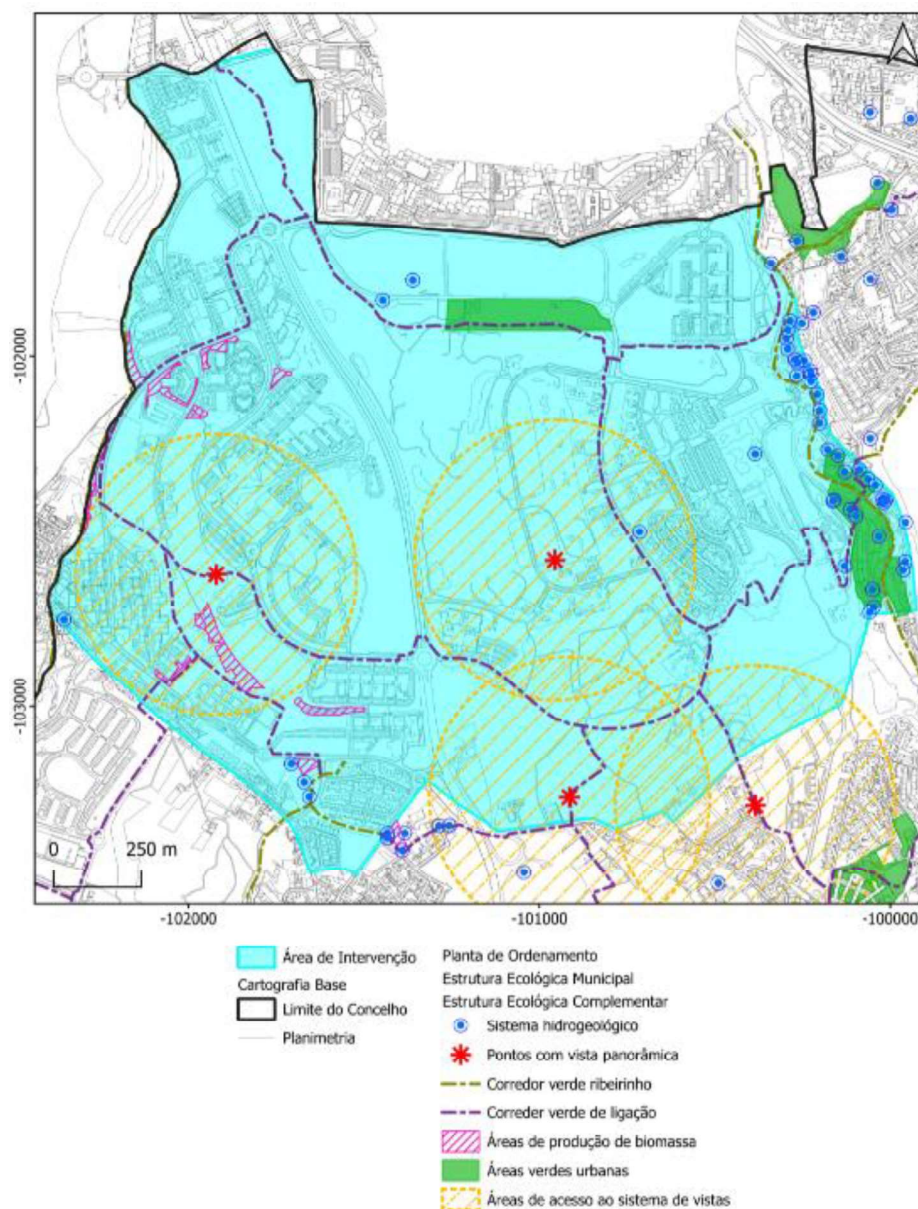 -102000
-103000
0 250 m
-102000 -101000 -100000
Área de Intervenção
Cartografia Base
Limite do Concelho
Planimetria
Planta de Ordenamento
Estrutura Ecológica Municipal
Estrutura Ecológica Complementar
Sistema hidrogeológico
Pontos com vista panorâmica
Corredor verde ribeirinho
Correder verde de ligação
Áreas de produção de biomassa
Áreas verdes urbanas
Áreas de acesso ao sistema de vistas